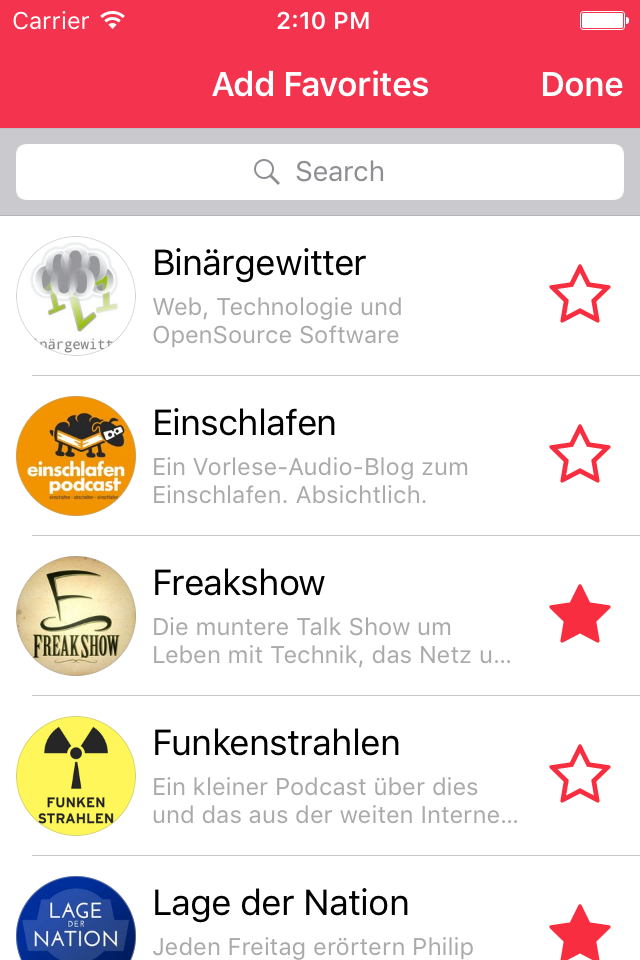 Carrier 2:10 PM
Add Favorites Done
Search
Binärgewitter
Web, Technologie und
OpenSource Software
närgewitt
Einschlafen
Ein Vorlese-Audio-Blog zum
Einschlafen. Absichtlich.
einschlafen
podcast
Freakshow
Die muntere Talk Show um
Leben mit Technik, das Netz u...
FREAK SHOW
Funkenstrahlen
Ein kleiner Podcast über dies
und das aus der weiten Interne...
FUNKEN
STRAHLEN
Lage der Nation
Jeden Freitag erörtern Philip
LAGE
DER
NATION